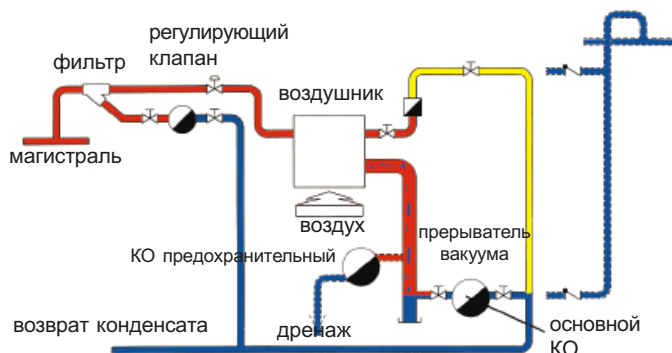 регулирующий
клапан
фильтр
воздушник
магистраль
воздух
прерыватель
вакуума
КО предохранительный
возврат конденсата
дренаж
основной
КО